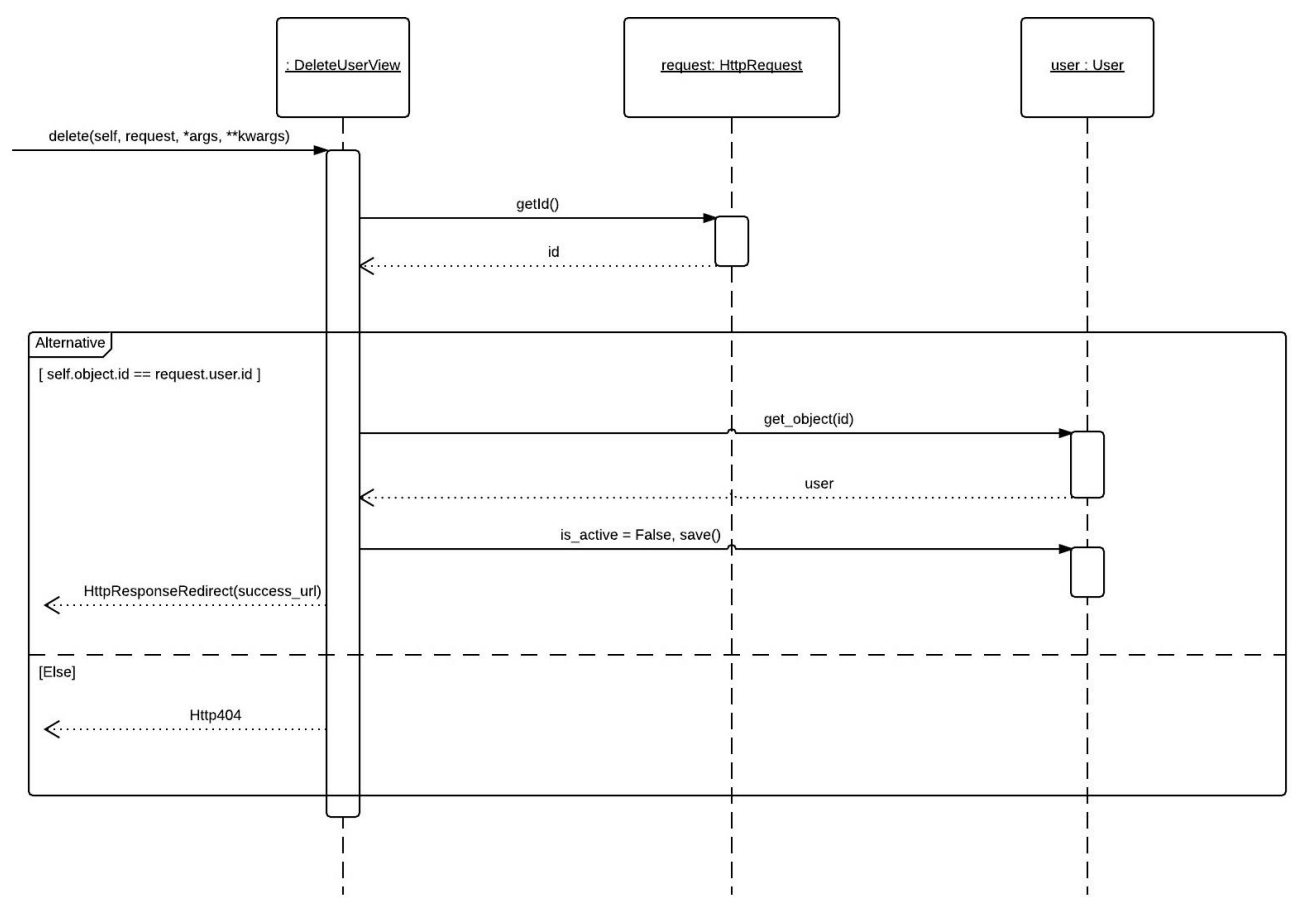 : DeleteUserView
request: HttpRequest
user : User
delete(self, request, *args, **kwargs)
getId()
id
Alternative
[ self.object.id == request.user.id ]
get_object(id)
user
is_active = False, save()
HttpResponseRedirect(success_url)
[Else]
Http404